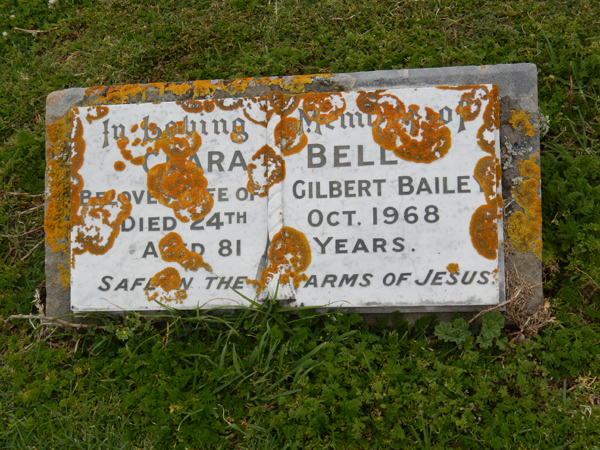 In Loving Memory of
CLARA BELL
BELOVED WIFE OF GILBERT BAILEY
DIED 24TH OCT. 1968
AGED 81 YEARS.
SAFE IN THE ARMS OF JESUS.